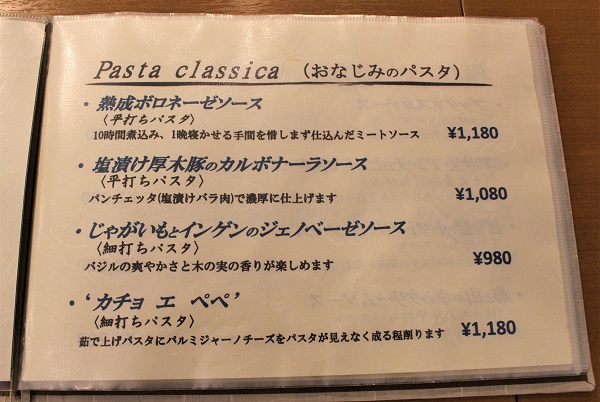 Pasta classica (おなじみのパスタ)
・熟成ボロネーゼソース
〈平打ちパスタ〉
10時間煮込み、1晩寝かせる手間を惜しまず仕込んだミートソース ¥1,180
・塩漬け厚木豚のカルボナーラソース
〈平打ちパスタ〉
パンチェッタ(塩漬けバラ肉)で濃厚に仕上げます ¥1,080
・じゃがいもとインゲンのジェノベーゼソース
〈細打ちパスタ〉
バジルの爽やかさと木の実の香りが楽しめます ¥980
・‘カチョ エ ペペ’
〈細打ちパスタ〉
茹で上げパスタにパルミジャーノチーズをパスタが見えなく成る程削ります ¥1,180